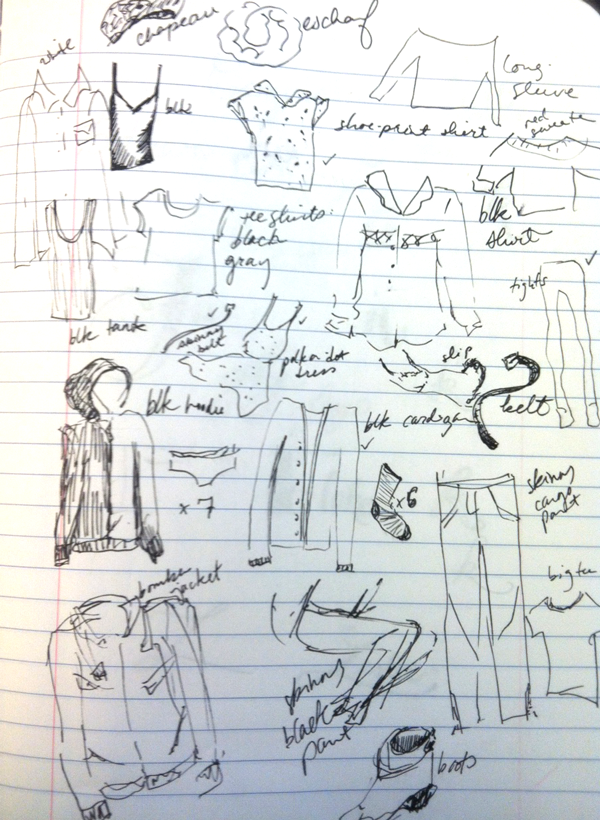 chapeau
escharf
white
long
sleeve
blk
shoe-print shirt
red
sweater
tee shirts:
black
gray
blk
shirt
tights
blk tank
skinny
belt
polka dot
dress
slip
blk hoodie
blk cardigan
belt
x 7
x6
skinny
cargo
pant
bomber
jacket
big tee
skinny
black
pant
boots